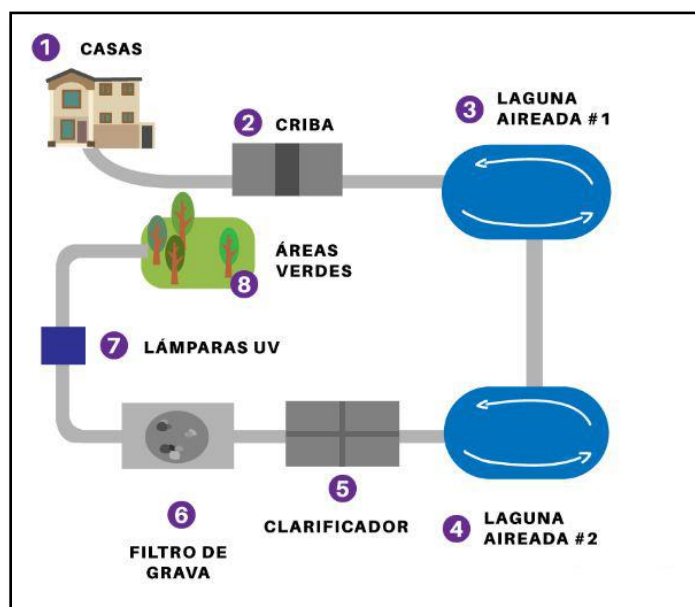 1 CASAS
2 CRIBA
3 LAGUNA
AIREADA #1
4 LAGUNA
AIREADA #2
5
CLARIFICADOR
6
FILTRO DE
GRAVA
7 LÁMPARAS UV
ÁREAS
VERDES
8